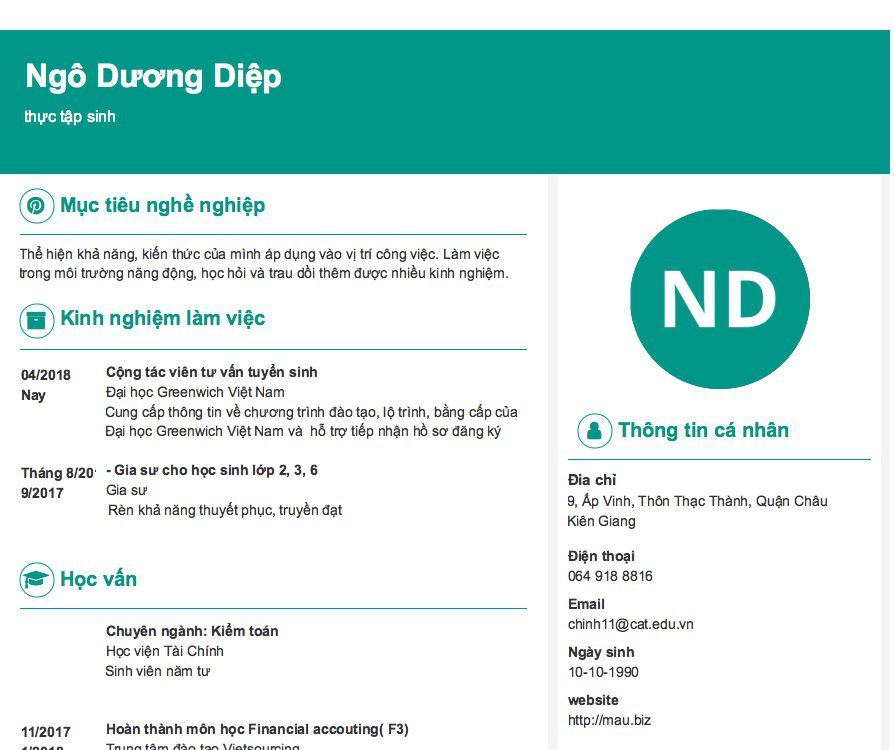 Ngô Dương Diệp
thực tập sinh
Mục tiêu nghề nghiệp
Thể hiện khả năng, kiến thức của mình áp dụng vào vị trí công việc. Làm việc
trong môi trường năng động, học hỏi và trau dồi thêm được nhiều kinh nghiệm.
Kinh nghiệm làm việc
04/2018
Nay
Cộng tác viên tư vấn tuyển sinh
Đại học Greenwich Việt Nam
Cung cấp thông tin về chương trình đào tạo, lộ trình, bằng cấp của
Đại học Greenwich Việt Nam và hỗ trợ tiếp nhận hồ sơ đăng ký
Tháng 8/20
9/2017
- Gia sư cho học sinh lớp 2, 3, 6
Gia sư
Rèn khả năng thuyết phục, truyền đạt
Học vấn
Chuyên ngành: Kiểm toán
Học viện Tài Chính
Sinh viên năm tư
11/2017
1/2018
Hoàn thành môn học Financial accouting( F3)
Trung tâm đào tạo Vietsourcing
ND
Thông tin cá nhân
Địa chỉ
9, Ấp Vinh, Thôn Thạc Thành, Quận Châu
Kiên Giang
Điện thoại
064 918 8816
Email
chinh11@cat.edu.vn
Ngày sinh
10-10-1990
website
http://mau.biz